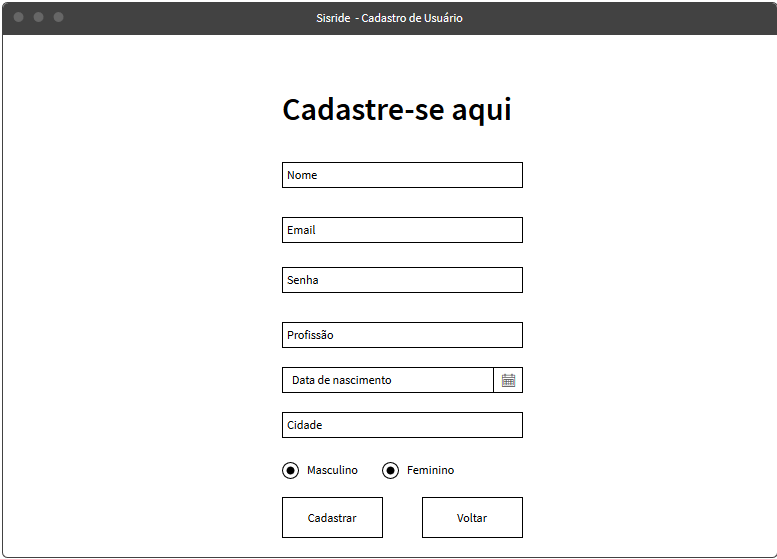 Sisride - Cadastro de Usuário
Cadastre-se aqui
Nome
Email
Senha
Profissão
Data de nascimento
Cidade
Masculino Feminino
Cadastrar Voltar